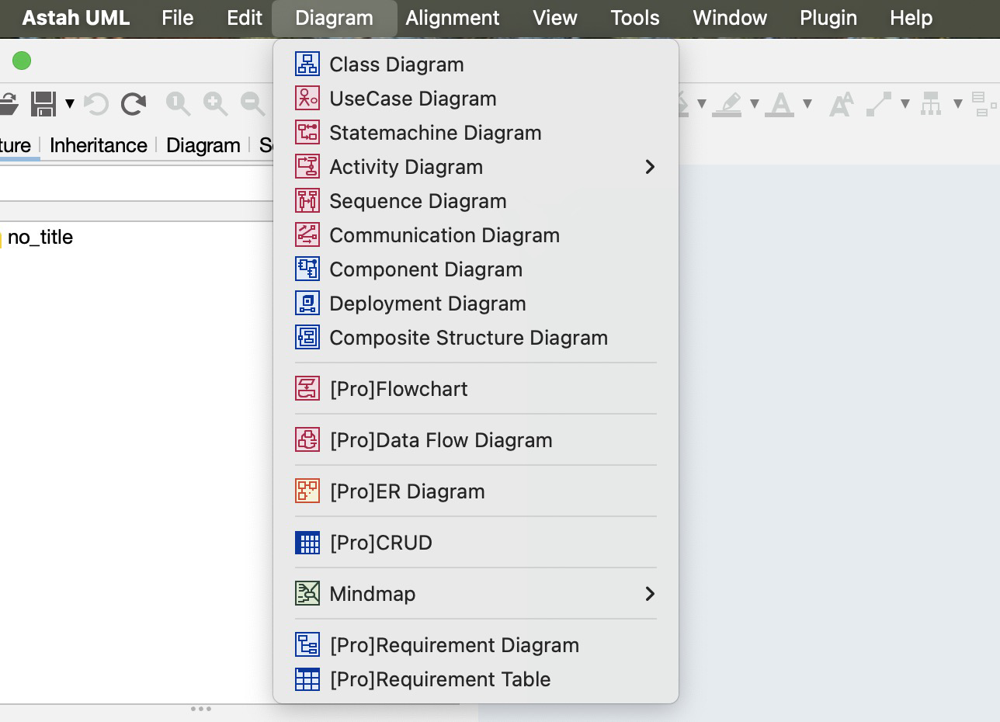 Astah UML File Edit Diagram Alignment View Tools Window Plugin Help
ture Inheritance Diagram
no_title
Class Diagram
UseCase Diagram
Statemachine Diagram
Activity Diagram
Sequence Diagram
Communication Diagram
Component Diagram
Deployment Diagram
Composite Structure Diagram
[Pro]Flowchart
[Pro]Data Flow Diagram
[Pro]ER Diagram
[Pro]CRUD
Mindmap
[Pro]Requirement Diagram
[Pro]Requirement Table